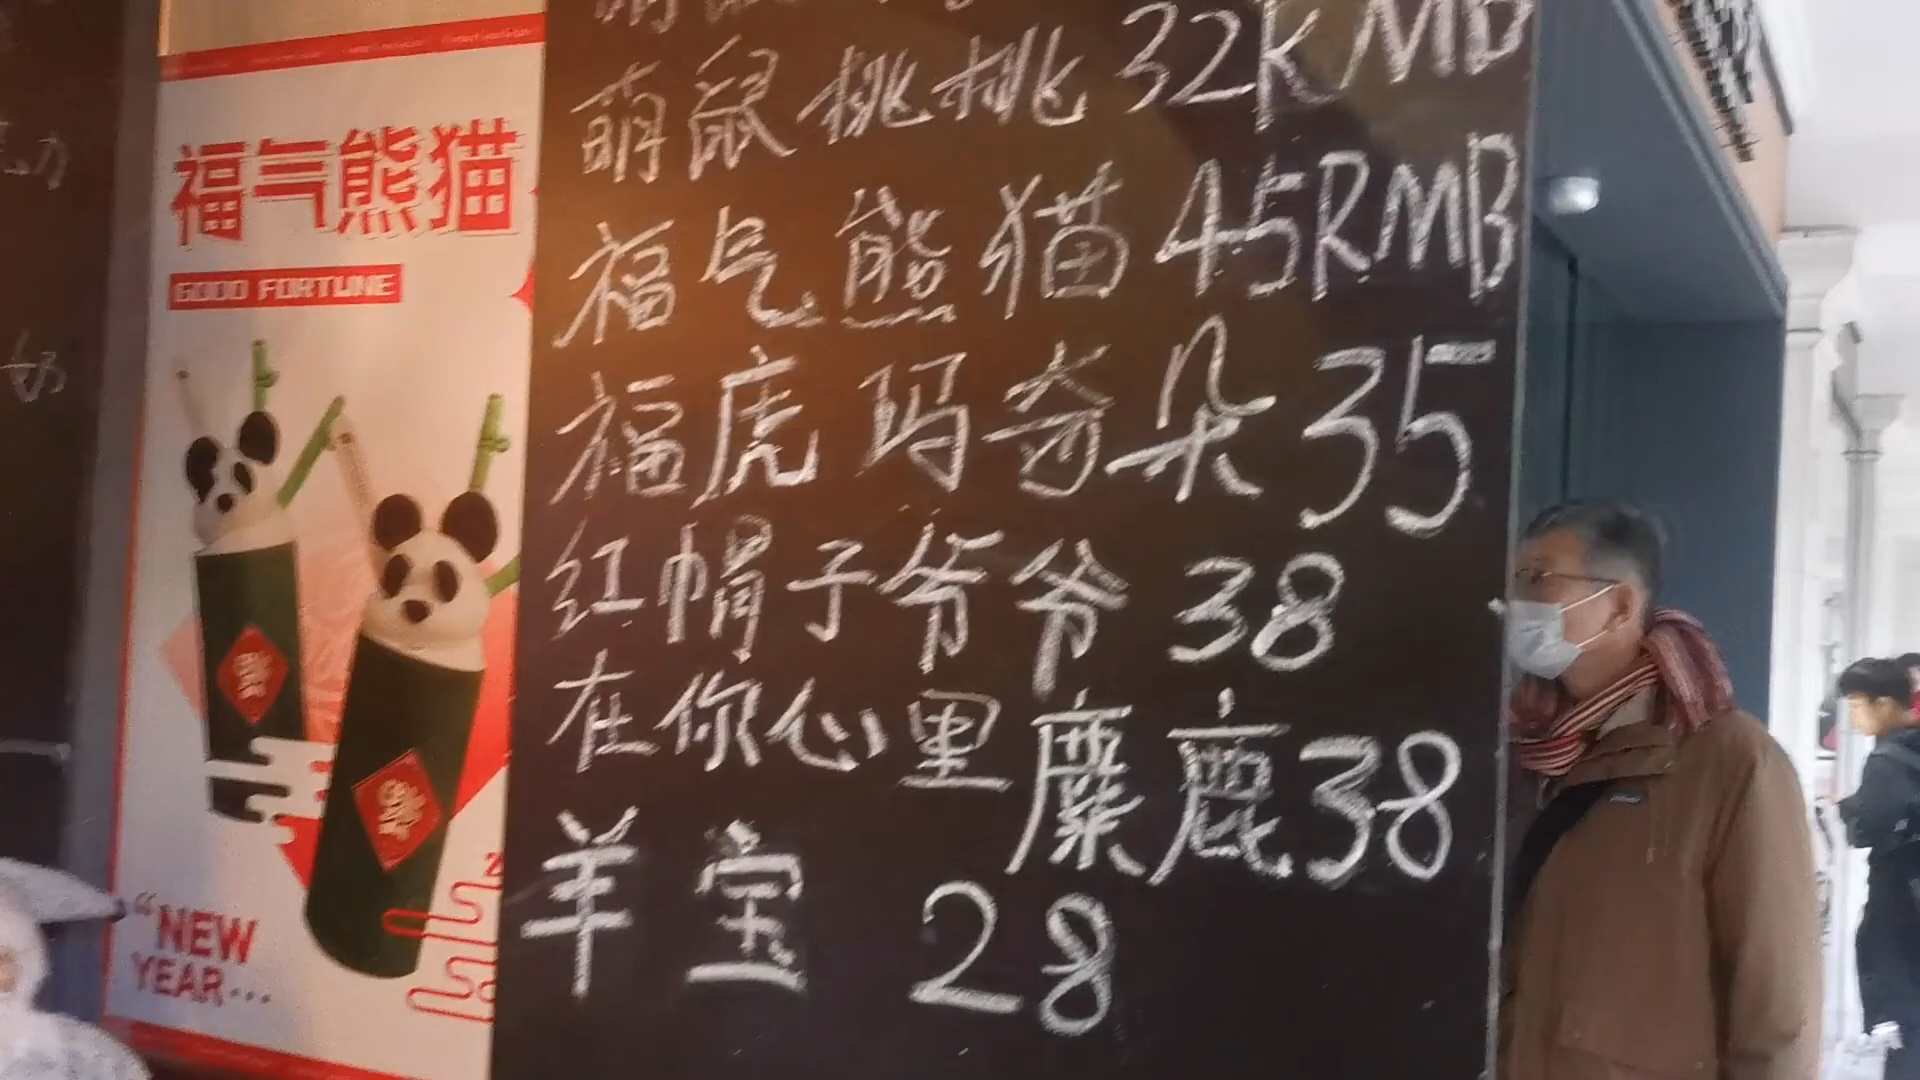 福气熊猫
GOOD FORTUNE
"NEW
YEAR...
萌鼠桃桃 32RMB
福气熊猫 45RMB
福虎玛奇朵 35
红帽子爷爷 38
在你心里麋鹿38
羊宝 28